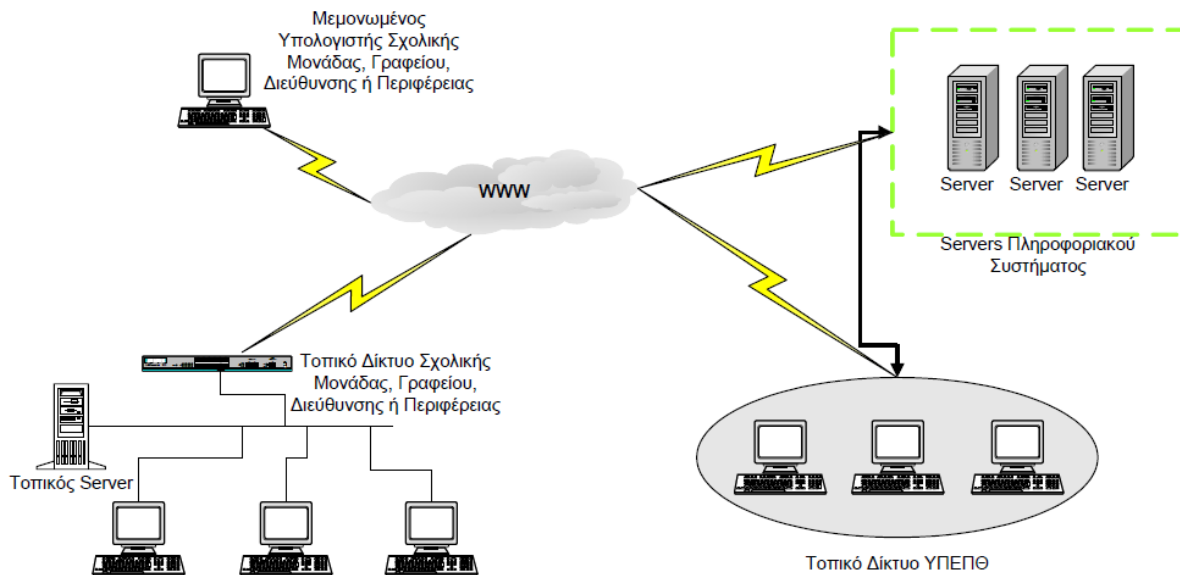 Μεμονωμένος
Υπολογιστής Σχολικής
Μονάδας, Γραφείου,
Διεύθυνσης ή Περιφέρειας
www
Server
Server
Server
Servers Πληροφοριακού
Συστήματος
Τοπικό Δίκτυο Σχολικής
Μονάδας, Γραφείου,
Διεύθυνσης ή Περιφέρειας
Τοπικός Server
Τοπικό Δίκτυο ΥΠΕΠΘ